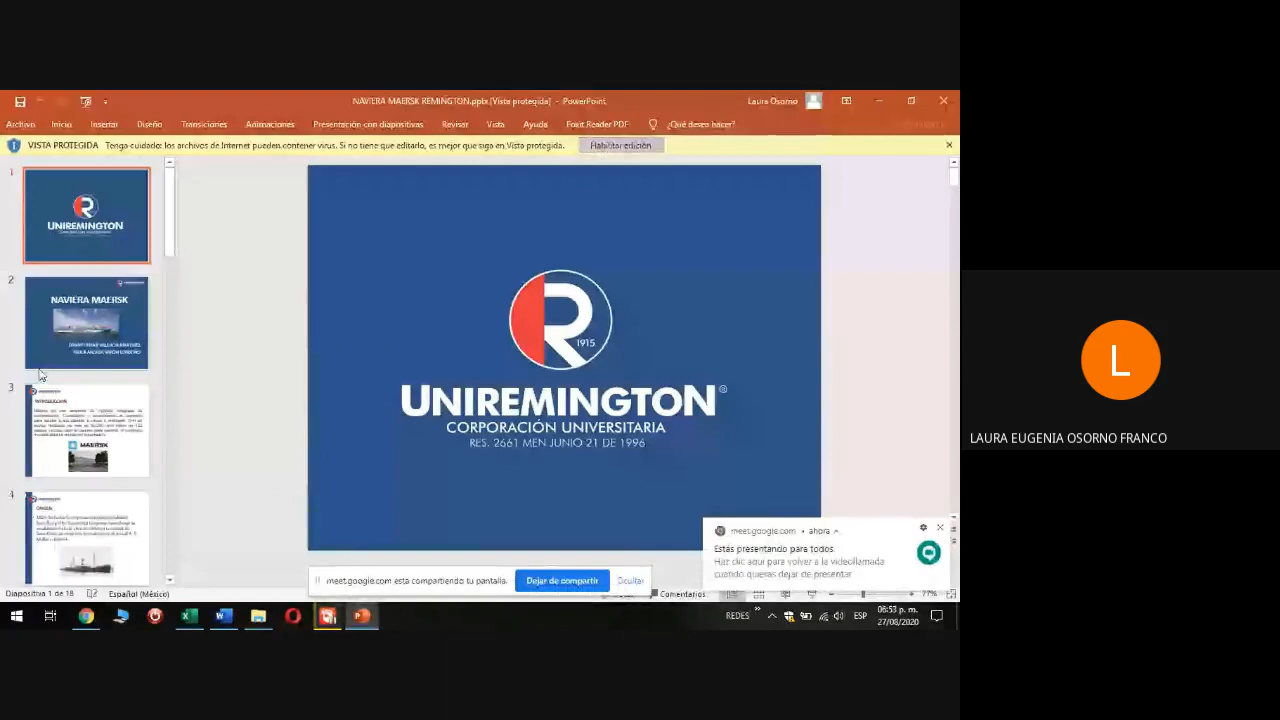 NAVIERA MAERSK REMINGTON.pptx [Vista protegida] - PowerPoint
Laura Osorno
Archivo Inicio Insertar Diseño Transiciones Animaciones Presentación con diapositivas Revisar Vista Ayuda Foxit Reader PDF ¿Qué desea hacer?
VISTA PROTEGIDA Tenga cuidado: los archivos de Internet pueden contener virus. Si no tiene que editarlo, es mejor que siga en Vista protegida. Habilitar edición
1
R
UNIREMINGTON
2
NAVIERA MAERSK
3
MAERSK
4
R
1915
UNIREMINGTON®
CORPORACIÓN UNIVERSITARIA
RES. 2661 MEN JUNIO 21 DE 1996
L
LAURA EUGENIA OSORNO FRANCO
meet.google.com • ahora
Estás presentando para todos
Haz clic aquí para volver a la videollamada
cuando quieras dejar de presentar
meet.google.com está compartiendo tu pantalla. Dejar de compartir Ocultar
Diapositiva 1 de 18 Español (México) Comentarios 77%
REDES » ESP 06:53 p. m.
27/08/2020